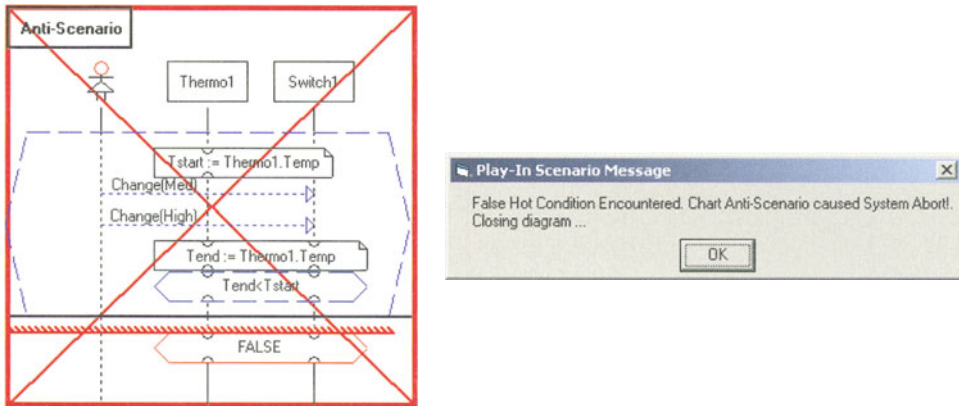 Anti-Scenario
Thermo1
Switch1
Tstart := Thermo1.Temp
Change(Med)
Change(High)
Tend := Thermo1.Temp
Tend<Tstart
FALSE
Play-In Scenario Message
False Hot Condition Encountered. Chart Anti-Scenario caused System Abort!.
Closing diagram ...
OK